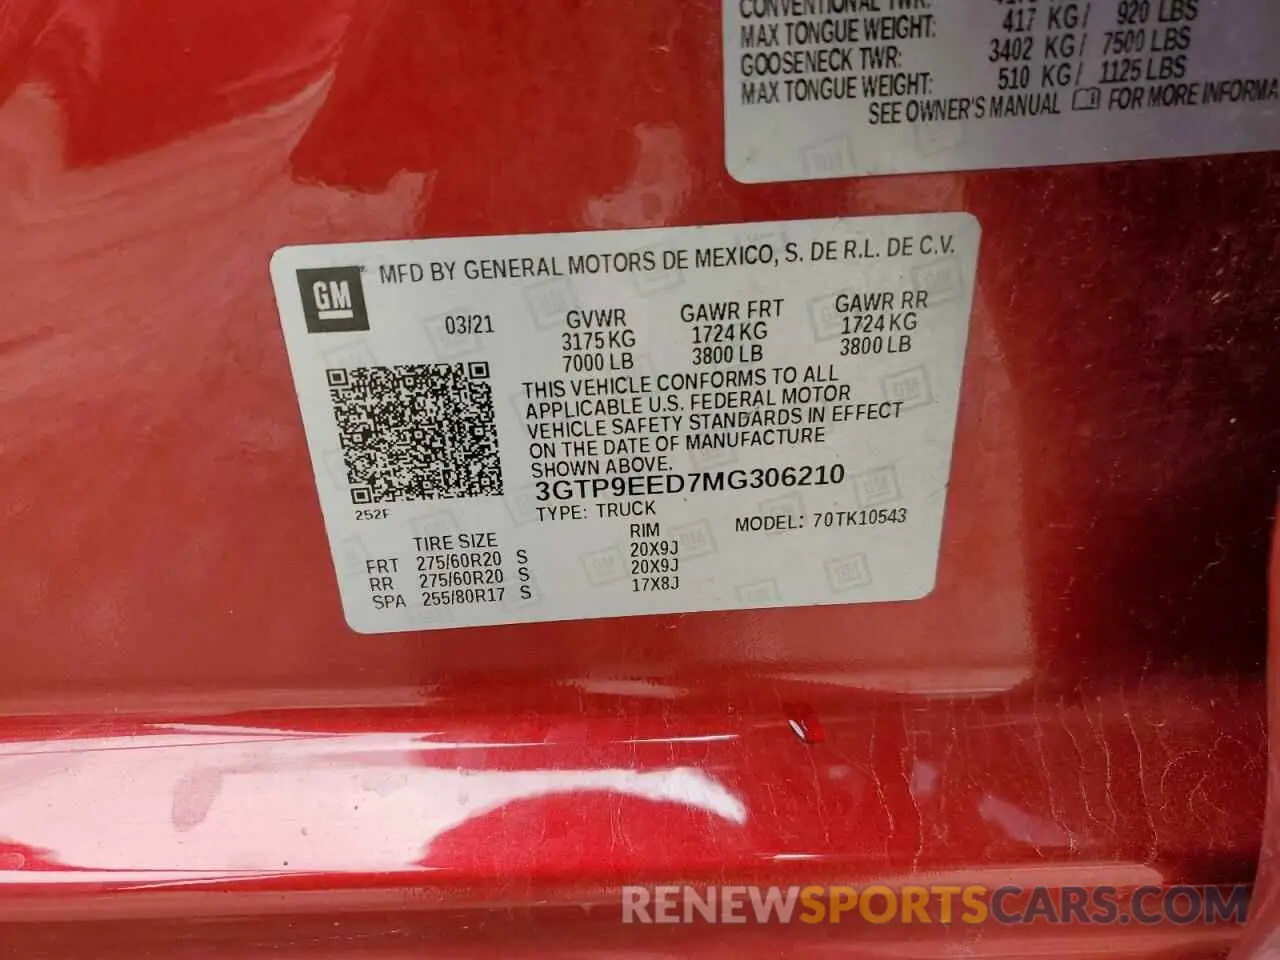 CONVENTIONAL TWR:
MAX TONGUE WEIGHT: 417 KG/ 920 LBS
GOOSENECK TWR: 3402 KG/ 7500 LBS
MAX TONGUE WEIGHT: 510 KG/ 1125 LBS
SEE OWNER'S MANUAL FOR MORE INFORMA
GM
MFD BY GENERAL MOTORS DE MEXICO, S. DE R.L. DE C.V.
03/21 GVWR GAWR FRT GAWR RR
3175 KG 1724 KG 1724 KG
7000 LB 3800 LB 3800 LB
THIS VEHICLE CONFORMS TO ALL
APPLICABLE U.S. FEDERAL MOTOR
VEHICLE SAFETY STANDARDS IN EFFECT
ON THE DATE OF MANUFACTURE
SHOWN ABOVE.
3GTP9EED7MG306210
252F
TYPE: TRUCK
MODEL: 70TK10543
TIRE SIZE RIM
FRT 275/60R20 S 20X9J
RR 275/60R20 S 20X9J
SPA 255/80R17 S 17X8J
RENEWSPORTSCARS.COM